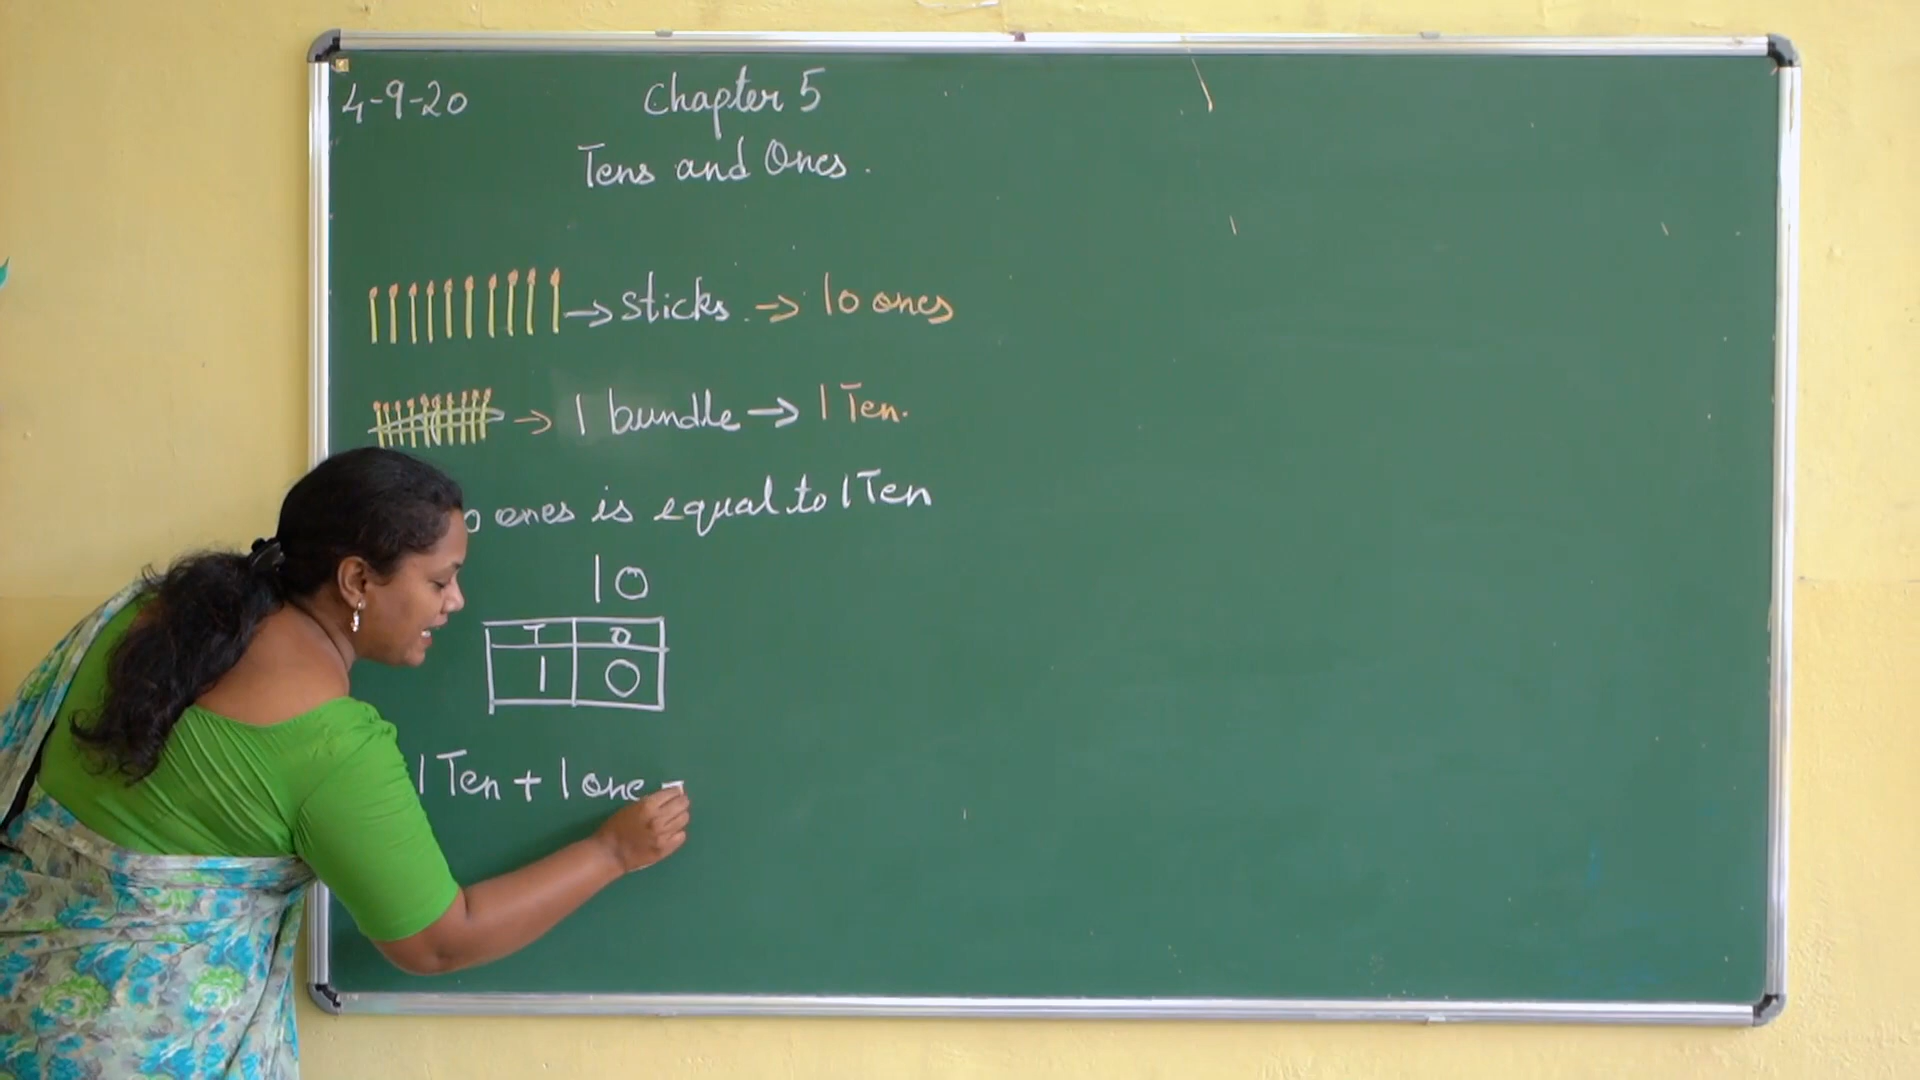 4-9-20
Chapter 5
Tens and Ones.
→ sticks → 10 ones
→ 1 bundle → 1 Ten.
0 ones is equal to 1 Ten
10
T O
1 0
1 Ten + 1 one =